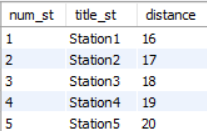 num_st title_st distance
1 Station1 16
2 Station2 17
3 Station3 18
4 Station4 19
5 Station5 20